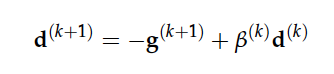 d^{(k+1)} = −g^{(k+1)} + β^{(k)}d^{(k)}